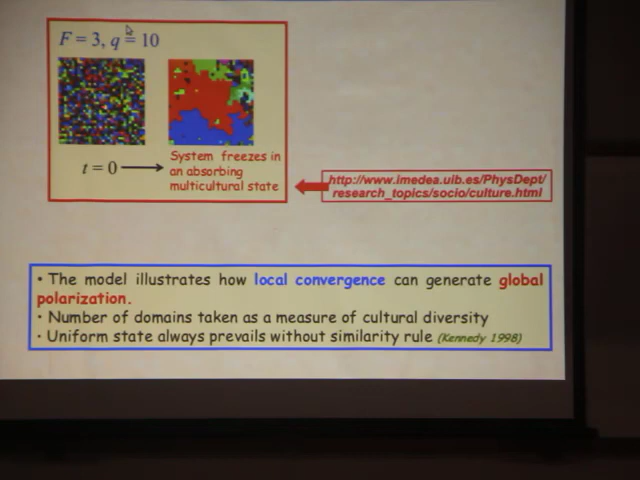 F = 3, q = 10
t = 0
System freezes in
an absorbing
multicultural state
http://www.imedea.uib.es/PhysDept/
research_topics/socio/culture.html
• The model illustrates how local convergence can generate global
polarization.
• Number of domains taken as a measure of cultural diversity
• Uniform state always prevails without similarity rule (Kennedy 1998)